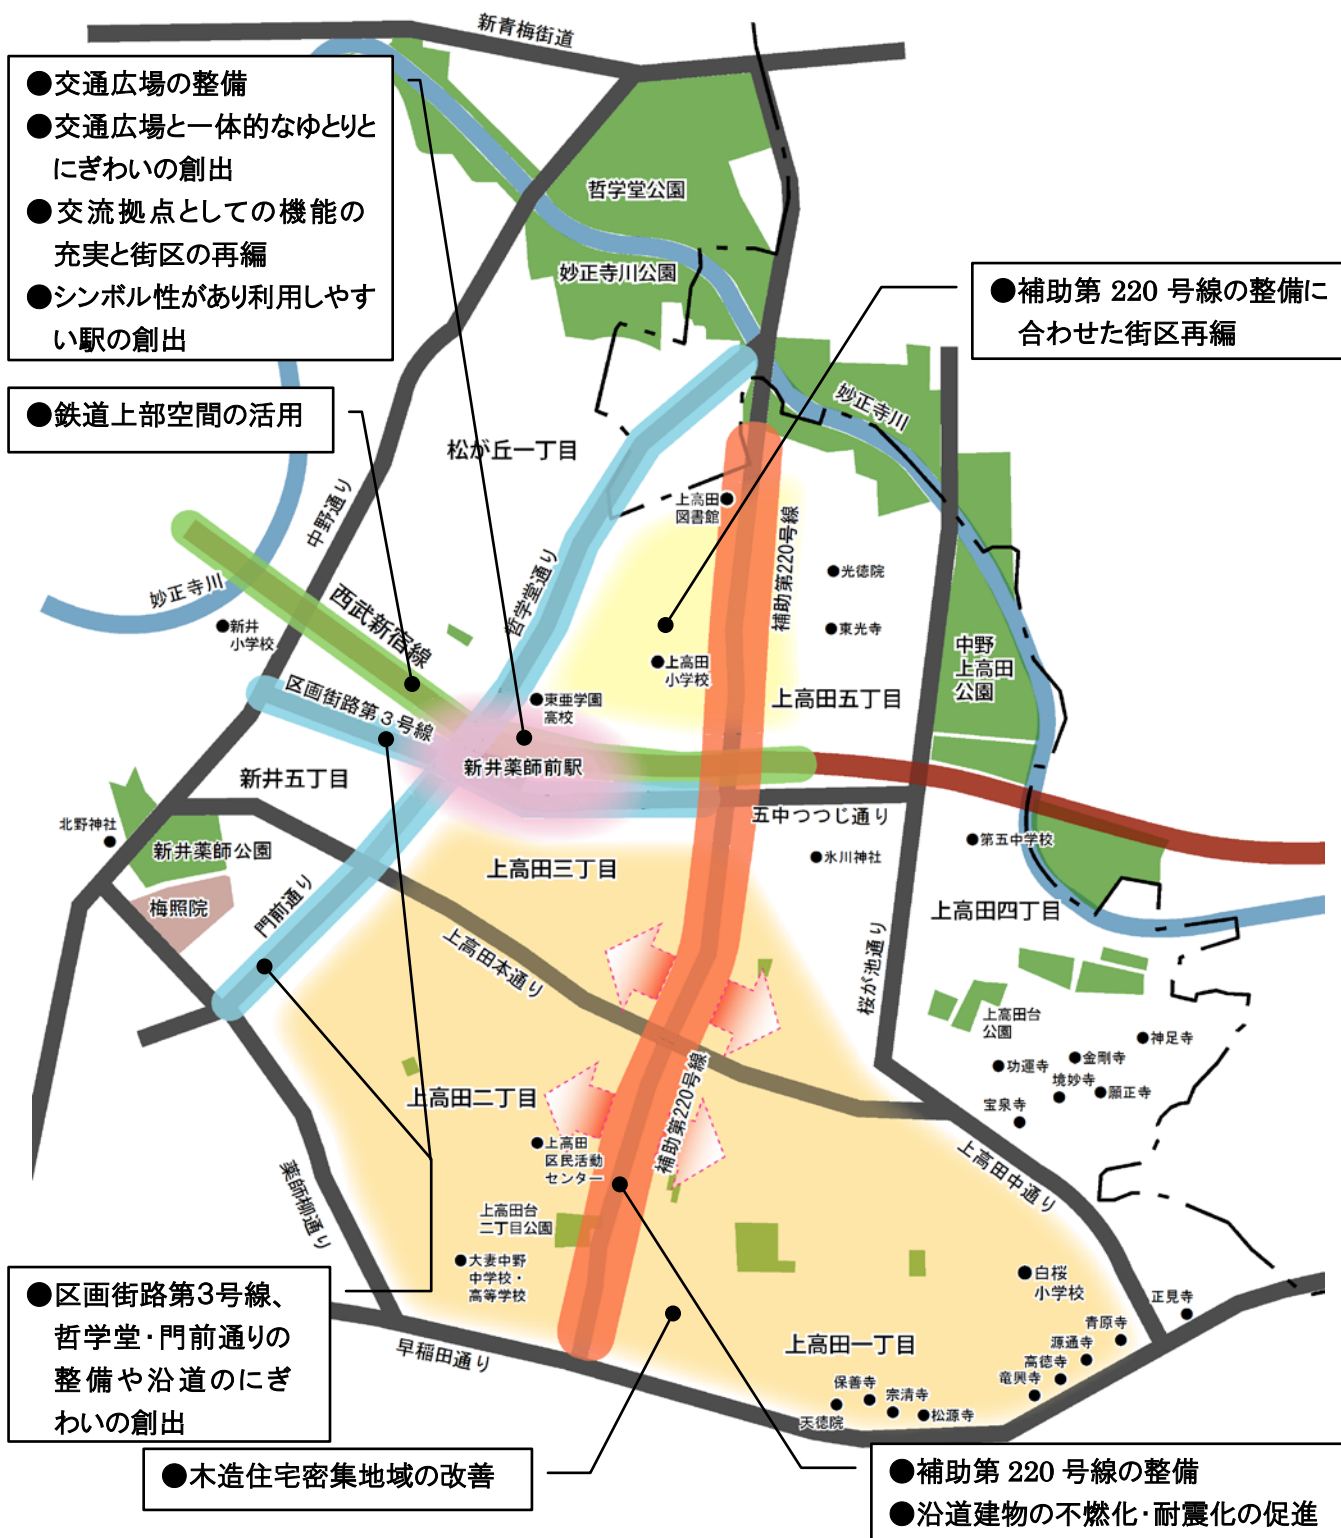 新青梅街道
●交通広場の整備
●交通広場と一体的なゆとりと
にぎわいの創出
●交流拠点としての機能の
充実と街区の再編
●シンボル性があり利用しやす
い駅の創出
哲学堂公園
妙正寺川公園
●補助第 220 号線の整備に
合わせた街区再編
●鉄道上部空間の活用
妙正寺川
松が丘一丁目
中野通り
上高田
図書館
補助第220号線
哲学堂通り
●光徳院
妙正寺川
西武新宿線
●新井
小学校
●東光寺
中野
上高田
公園
●上高田
小学校
区画街路第３号線
●東亜学園
高校
上高田五丁目
新井薬師前駅
新井五丁目
五中つつじ通り
北野神社
新井薬師公園
●氷川神社
●第五中学校
上高田三丁目
梅照院
門前通り
上高田四丁目
上高田本通り
桜が池通り
上高田台
公園
●神足寺
●金剛寺
●功運寺
境妙寺
●願正寺
宝泉寺
上高田二丁目
補助第220号線
●上高田
区民活動
センター
薬師柳通り
上高田中通り
上高田台
二丁目公園
●大妻中野
中学校・
高等学校
●白桜
小学校
正見寺
青原寺
源通寺
高徳寺
竜興寺
●区画街路第3号線、
哲学堂・門前通りの
整備や沿道のにぎ
わいの創出
早稲田通り
上高田一丁目
保善寺
宗清寺
天徳院
●松源寺
●木造住宅密集地域の改善
●補助第 220 号線の整備
●沿道建物の不燃化・耐震化の促進